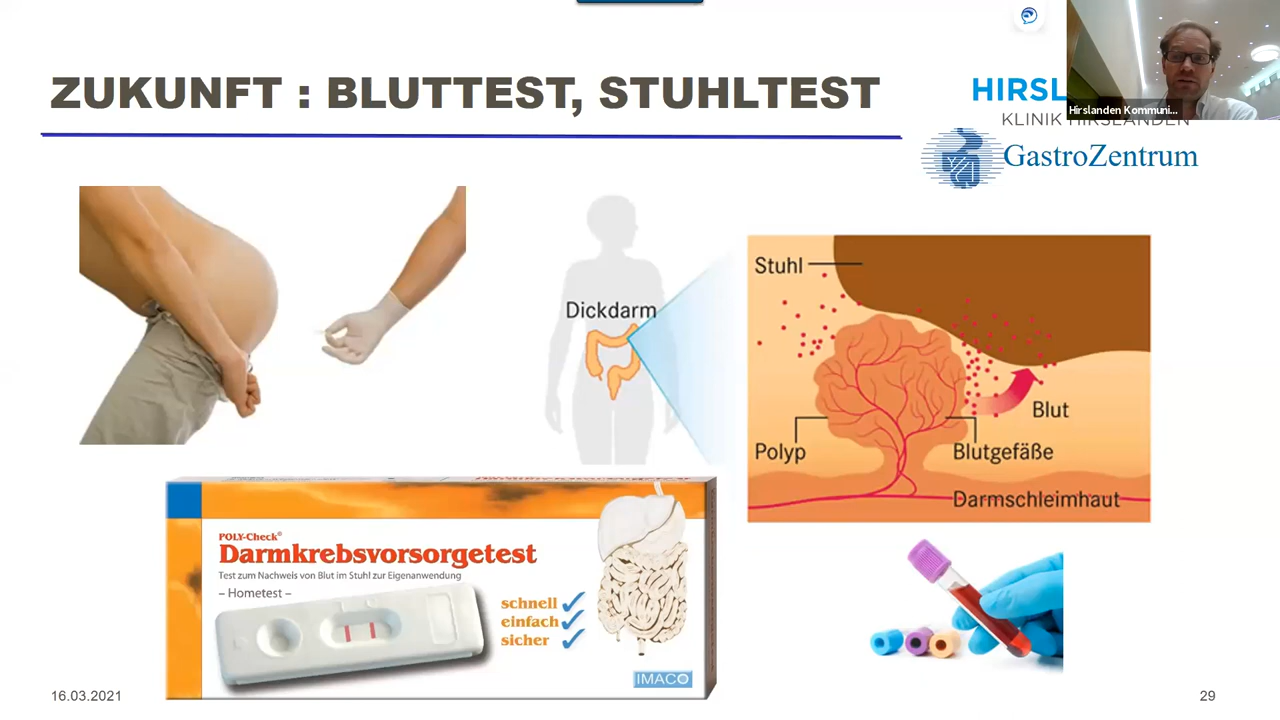 ZUKUNFT : BLUTTEST, STUHLTEST
HIRSL
KLINIK HIRSLANDEN
Hirslanden Kommuni...
GastroZentrum
Dickdarm
Stuhl
Blut
Polyp
Blutgefäße
Darmschleimhaut
POLY-Check®
Darmkrebsvorsorgetest
Test zum Nachweis von Blut im Stuhl zur Eigenanwendung
– Hometest –
schnell
einfach
sicher
IMACO
16.03.2021
29